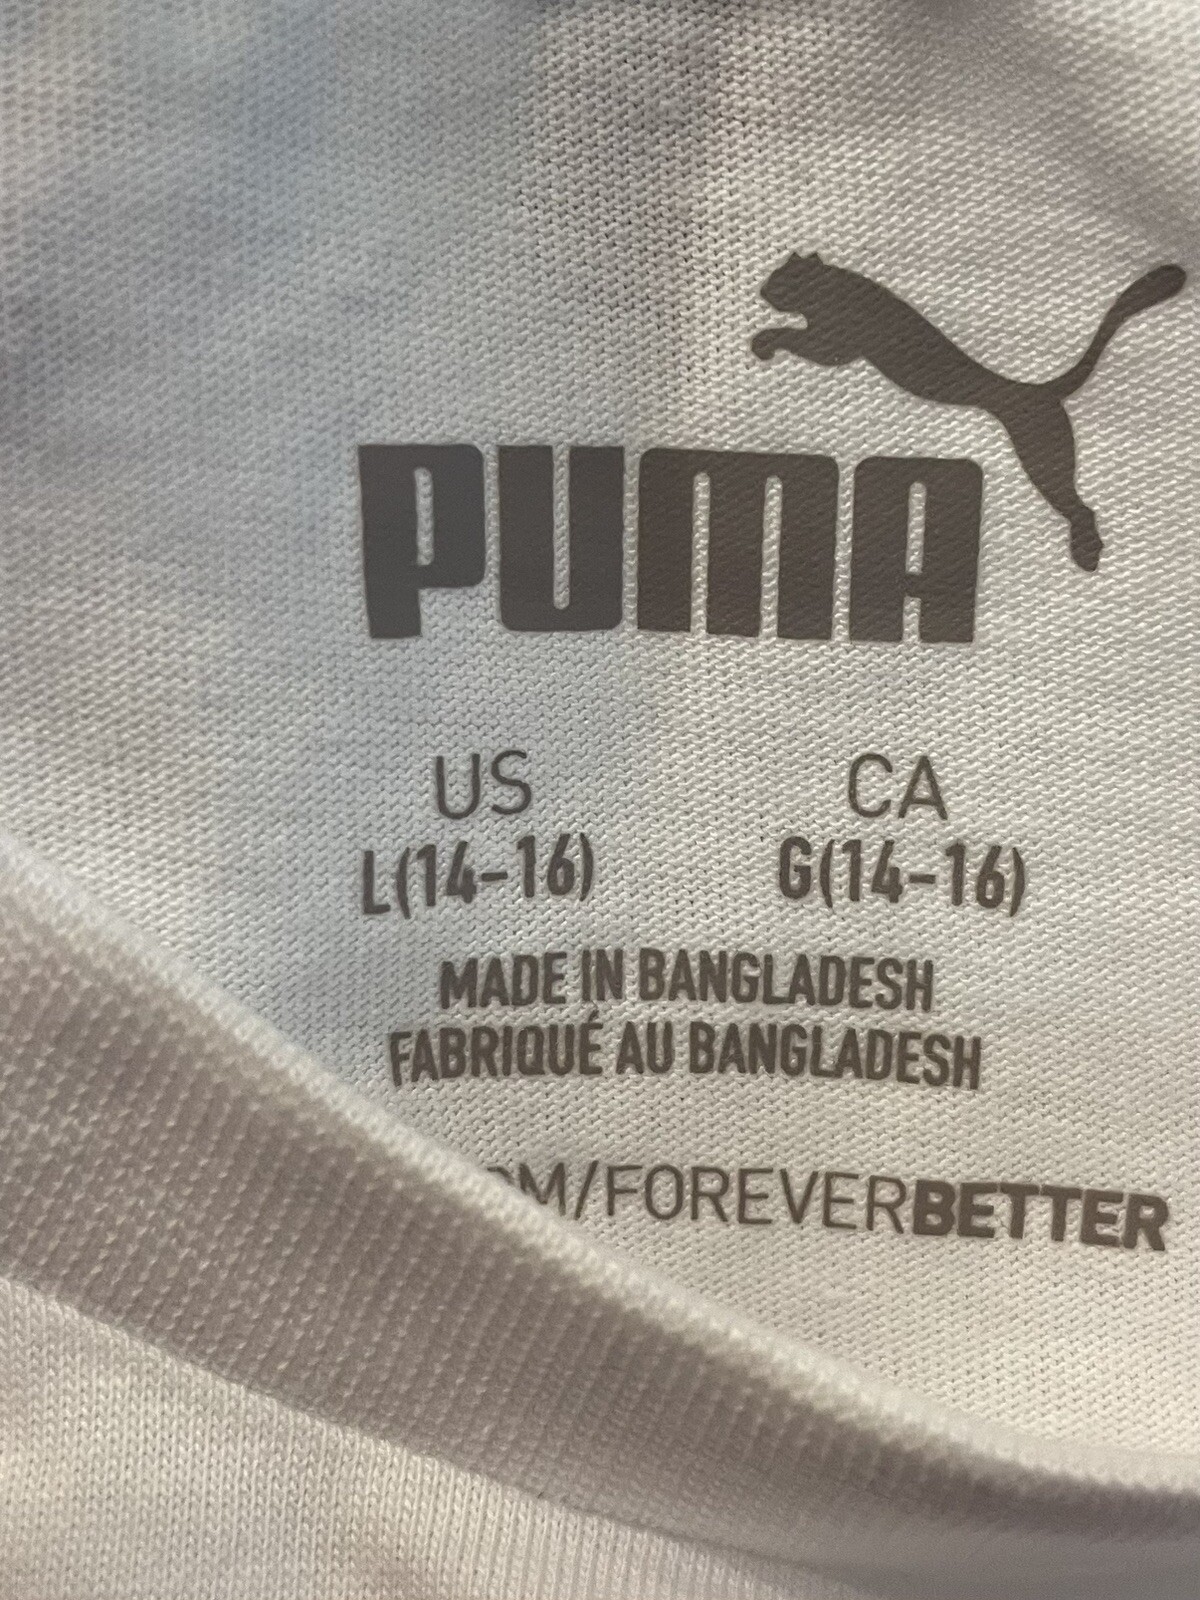 PUMA
US CA
L(14-16) G(14-16)
MADE IN BANGLADESH
FABRIQUÉ AU BANGLADESH
OM/FOREVERBETTER